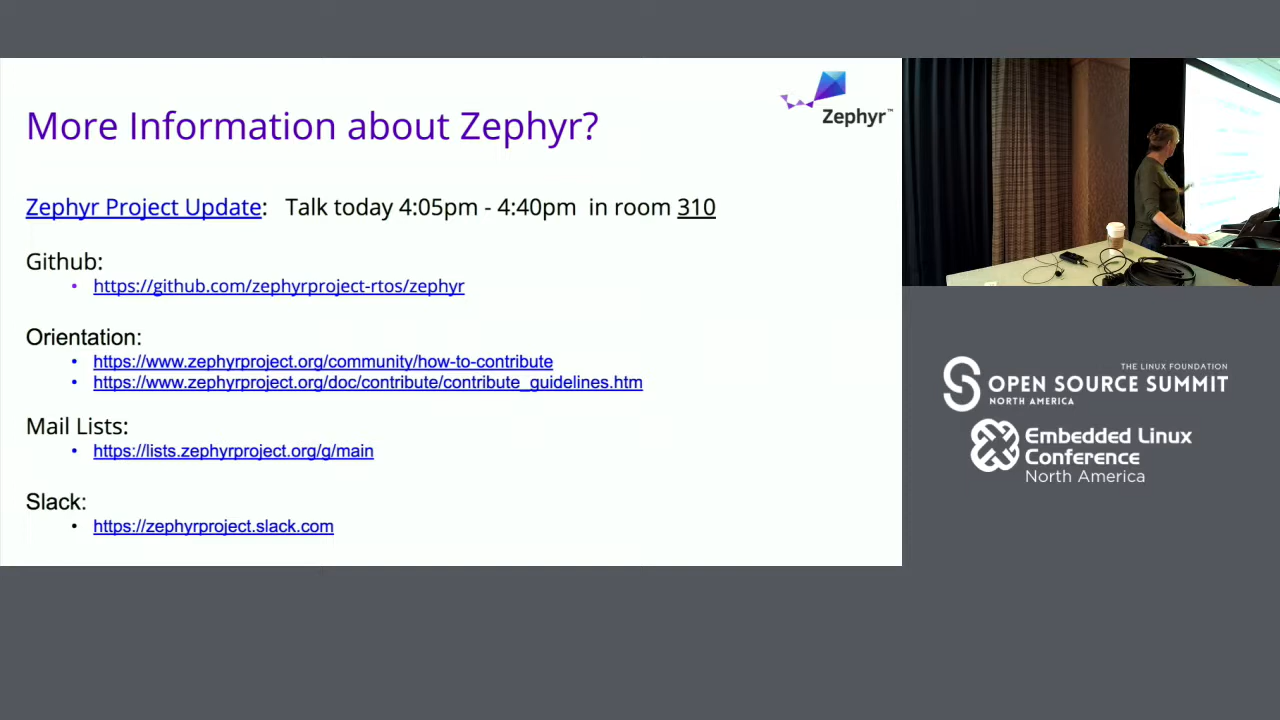 More Information about Zephyr?
Zephyr™
Zephyr Project Update: Talk today 4:05pm - 4:40pm in room 310
Github:
• https://github.com/zephyrproject-rtos/zephyr
Orientation:
• https://www.zephyrproject.org/community/how-to-contribute
• https://www.zephyrproject.org/doc/contribute/contribute_guidelines.htm
Mail Lists:
• https://lists.zephyrproject.org/g/main
Slack:
• https://zephyrproject.slack.com
THE LINUX FOUNDATION
OPEN SOURCE SUMMIT
NORTH AMERICA
Embedded Linux
Conference
North America